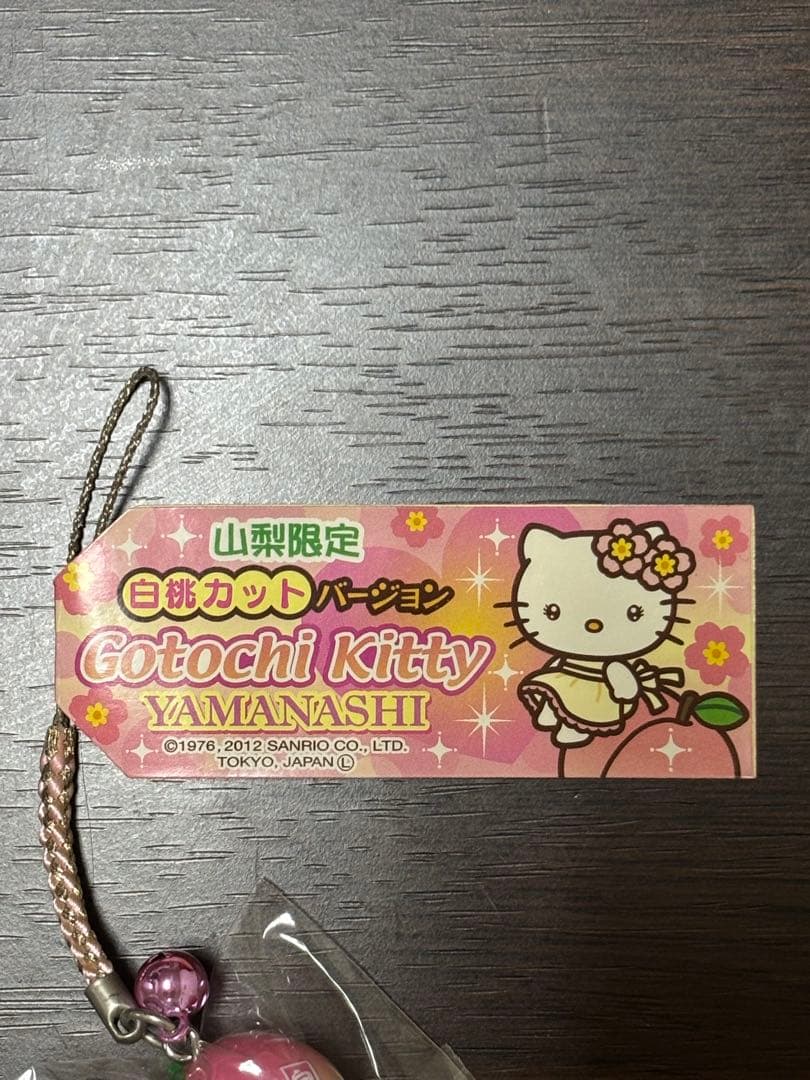 山梨限定
白桃カットバージョン
Gotochi Kitty
YAMANASHI
©1976, 2012 SANRIO CO., LTD.
TOKYO, JAPAN Ⓛ